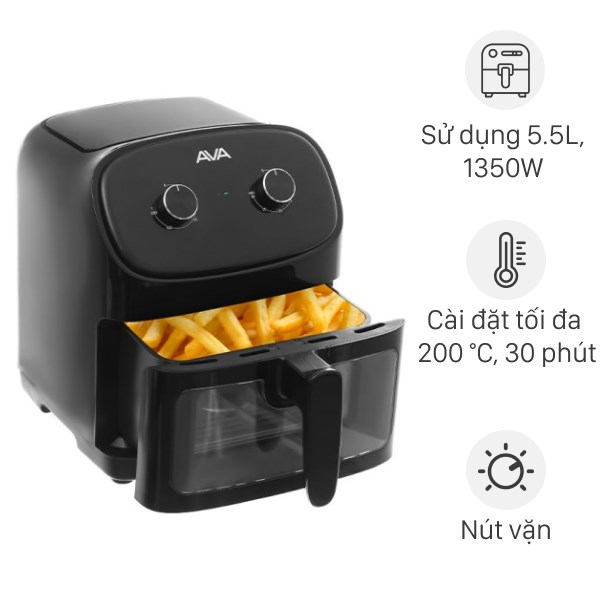 AVA
Sử dụng 5.5L,
1350W
Cài đặt tối đa
200 °C, 30 phút
Nút vặn